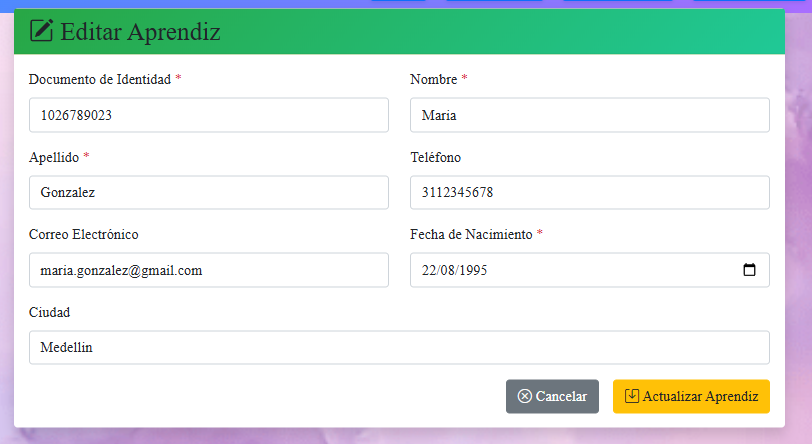 Editar Aprendiz
Documento de Identidad * Nombre *
1026789023 Maria
Apellido * Teléfono
Gonzalez 3112345678
Correo Electrónico Fecha de Nacimiento *
maria.gonzalez@gmail.com 22/08/1995
Ciudad
Medellin
Cancelar Actualizar Aprendiz